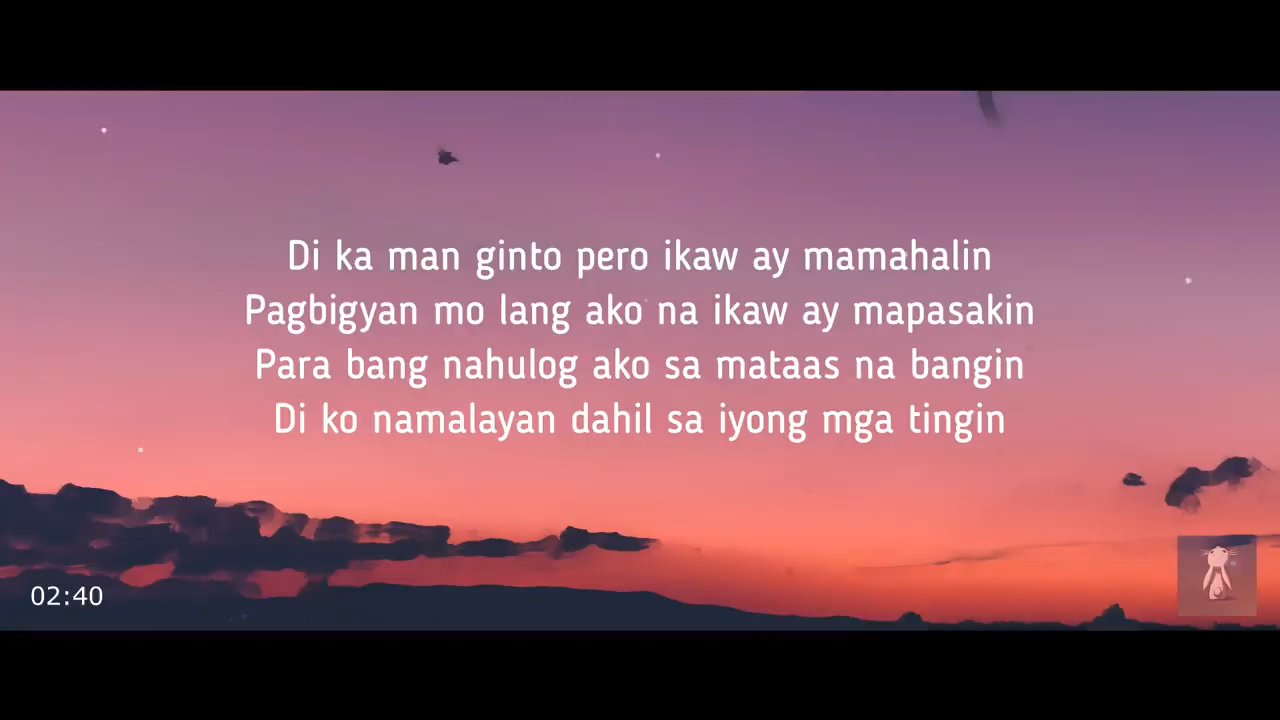 Di ka man ginto pero ikaw ay mamahalin
Pagbigyan mo lang ako na ikaw ay mapasakin
Para bang nahulog ako sa mataas na bangin
Di ko namalayan dahil sa iyong mga tingin
02:40